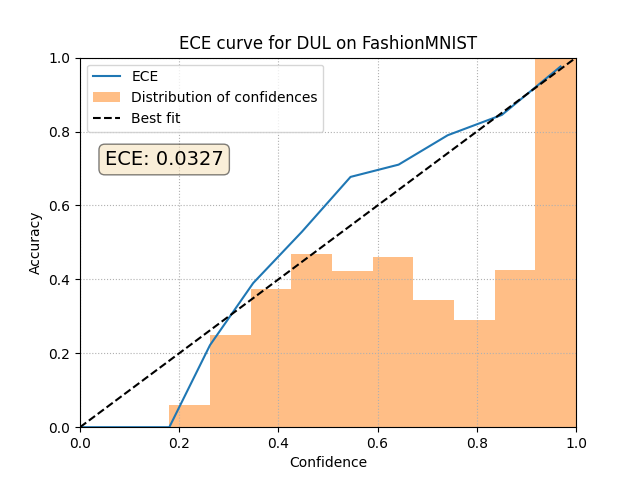 ECE curve for DUL on FashionMNIST
ECE
Distribution of confidences
Best fit
ECE: 0.0327
Accuracy
1.0
0.8
0.6
0.4
0.2
0.0
0.0 0.2 0.4 0.6 0.8 1.0
Confidence